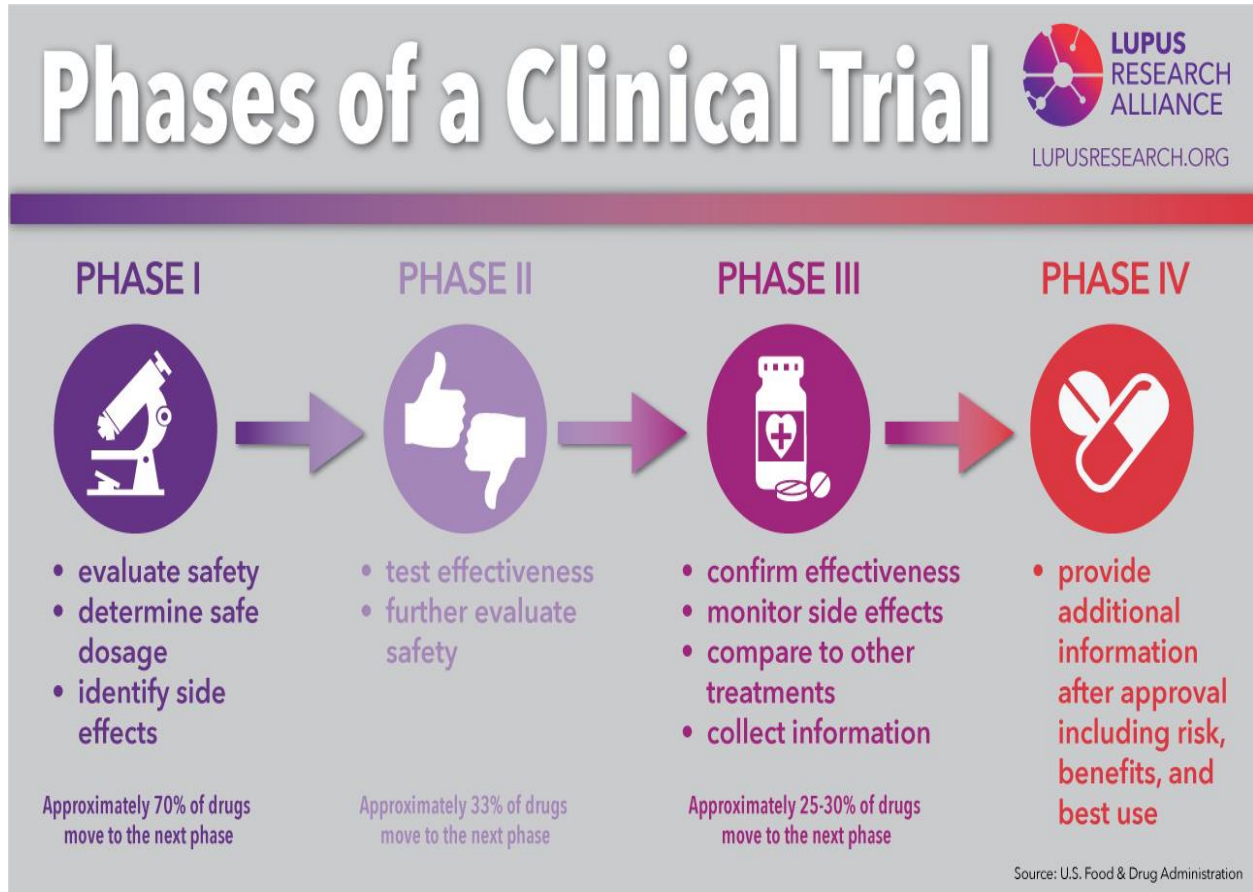 Phases of a Clinical Trial
LUPUS
RESEARCH
ALLIANCE
LUPUSRESEARCH.ORG
PHASE I
• evaluate safety
• determine safe
dosage
• identify side
effects
Approximately 70% of drugs
move to the next phase
PHASE II
• test effectiveness
• further evaluate
safety
Approximately 33% of drugs
move to the next phase
PHASE III
• confirm effectiveness
• monitor side effects
• compare to other
treatments
• collect information
Approximately 25-30% of drugs
move to the next phase
PHASE IV
• provide
additional
information
after approval
including risk,
benefits, and
best use
Source: U.S. Food & Drug Administration